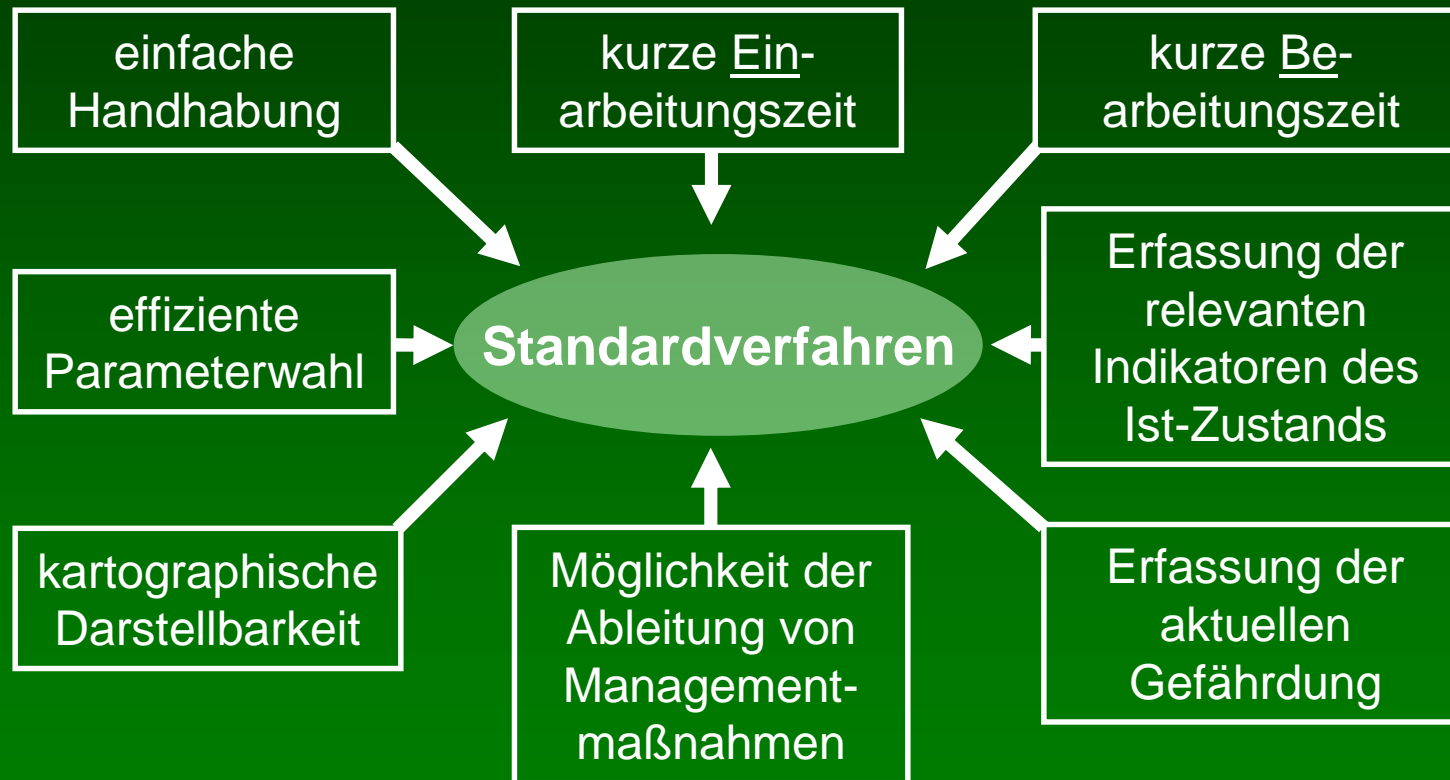 einfache
Handhabung
kurze Ein-
arbeitungszeit
kurze Be-
arbeitungszeit
effiziente
Parameterwahl
Standardverfahren
Erfassung der
relevanten
Indikatoren des
Ist-Zustands
kartographische
Darstellbarkeit
Möglichkeit der
Ableitung von
Management-
maßnahmen
Erfassung der
aktuellen
Gefährdung